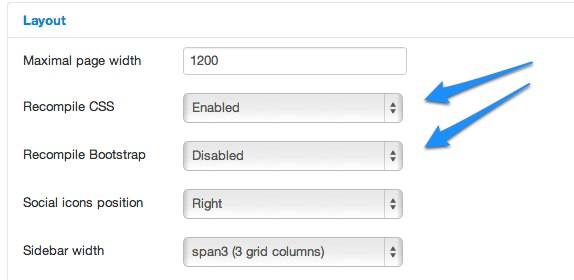 Layout
Maximal page width 1200
Recompile CSS Enabled
Recompile Bootstrap Disabled
Social icons position Right
Sidebar width span3 (3 grid columns)